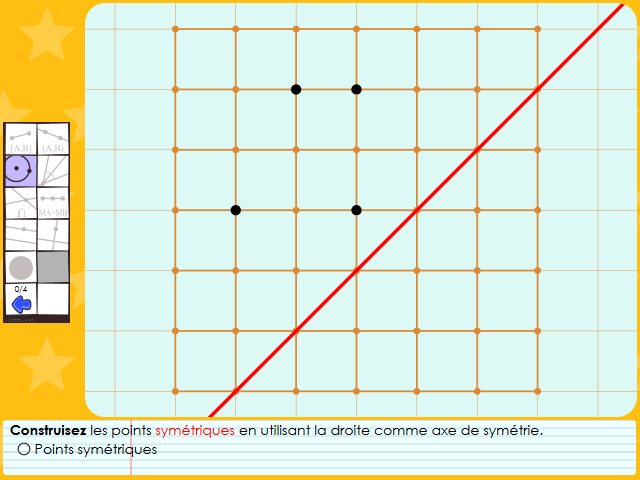 [A,B] (A,B)
∩ MA=MB
0/4
Construisez les points symétriques en utilisant la droite comme axe de symétrie.
Points symétriques